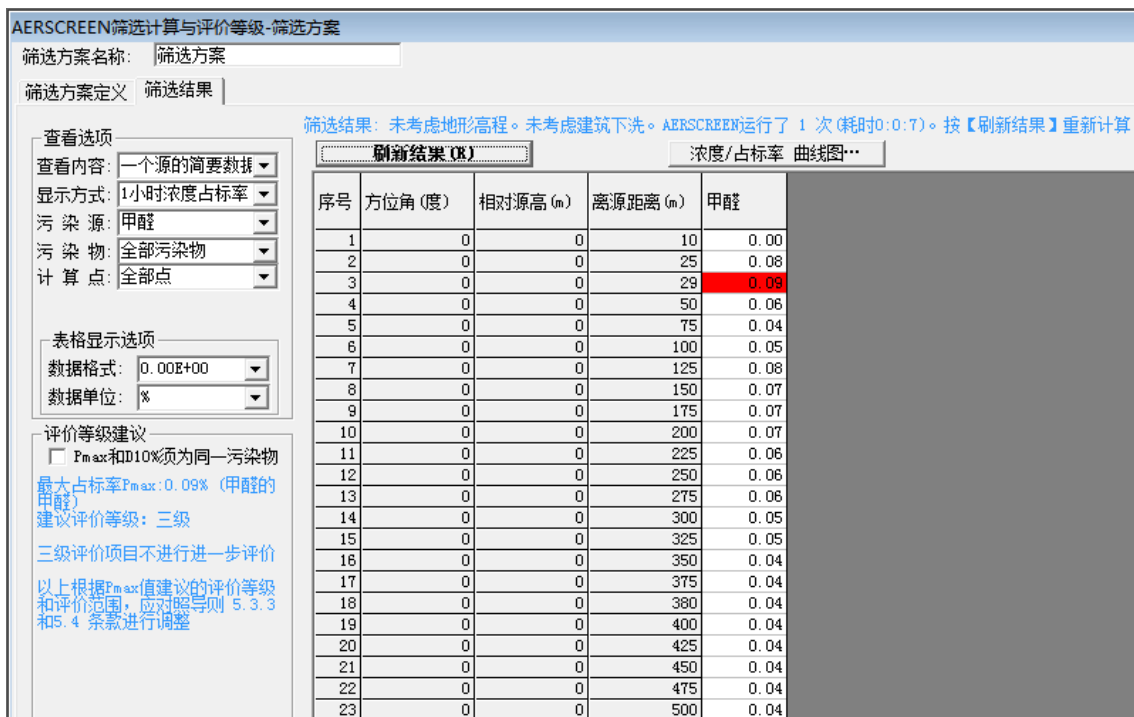 AERSCREEN筛选计算与评价等级-筛选方案
筛选方案名称: 筛选方案
筛选方案定义 筛选结果
筛选结果: 未考虑地形高程。未考虑建筑下洗。AERSCREEN运行了 1 次(耗时0:0:7)。按【刷新结果】重新计算
刷新结果(R) 浓度/占标率 曲线图…
查看选项
查看内容: 一个源的简要数据
显示方式: 1小时浓度占标率
污 染 源: 甲醛
污 染 物: 全部污染物
计 算 点: 全部点
表格显示选项
数据格式: 0.00E+00
数据单位: %
评价等级建议
Pmax和D10%须为同一污染物
最大占标率Pmax:0.09% (甲醛的
甲醛)
建议评价等级: 三级
三级评价项目不进行进一步评价
以上根据Pmax值建议的评价等级
和评价范围,应对照导则 5.3.3
和5.4 条款进行调整
序号 方位角(度) 相对源高(m) 离源距离(m) 甲醛
1 0 0 10 0.00
2 0 0 25 0.08
3 0 0 29 0.09
4 0 0 50 0.06
5 0 0 75 0.04
6 0 0 100 0.05
7 0 0 125 0.08
8 0 0 150 0.07
9 0 0 175 0.07
10 0 0 200 0.07
11 0 0 225 0.06
12 0 0 250 0.06
13 0 0 275 0.06
14 0 0 300 0.05
15 0 0 325 0.05
16 0 0 350 0.04
17 0 0 375 0.04
18 0 0 380 0.04
19 0 0 400 0.04
20 0 0 425 0.04
21 0 0 450 0.04
22 0 0 475 0.04
23 0 0 500 0.04